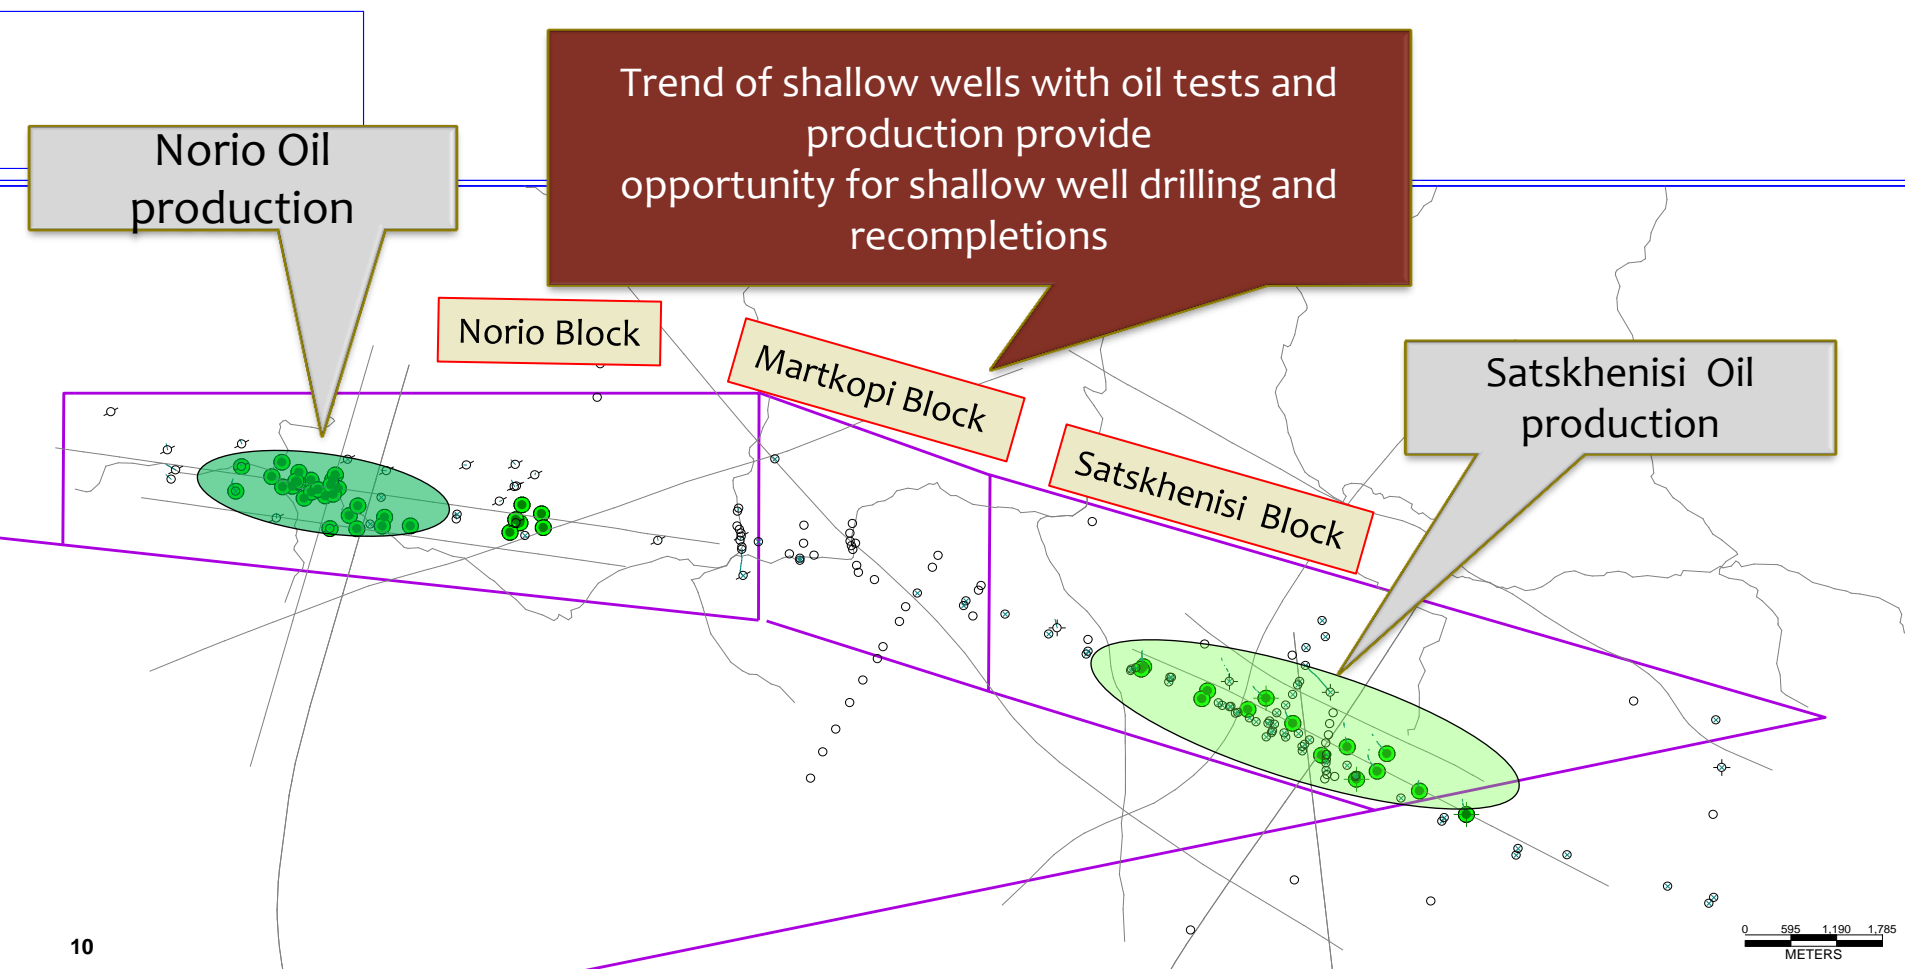 Trend of shallow wells with oil tests and
production provide
opportunity for shallow well drilling and
recompletions
Norio Oil
production
Norio Block
Martkopi Block
Satskhenisi Oil
production
Satskhenisi Block
0 595 1,190 1,785
METERS
10